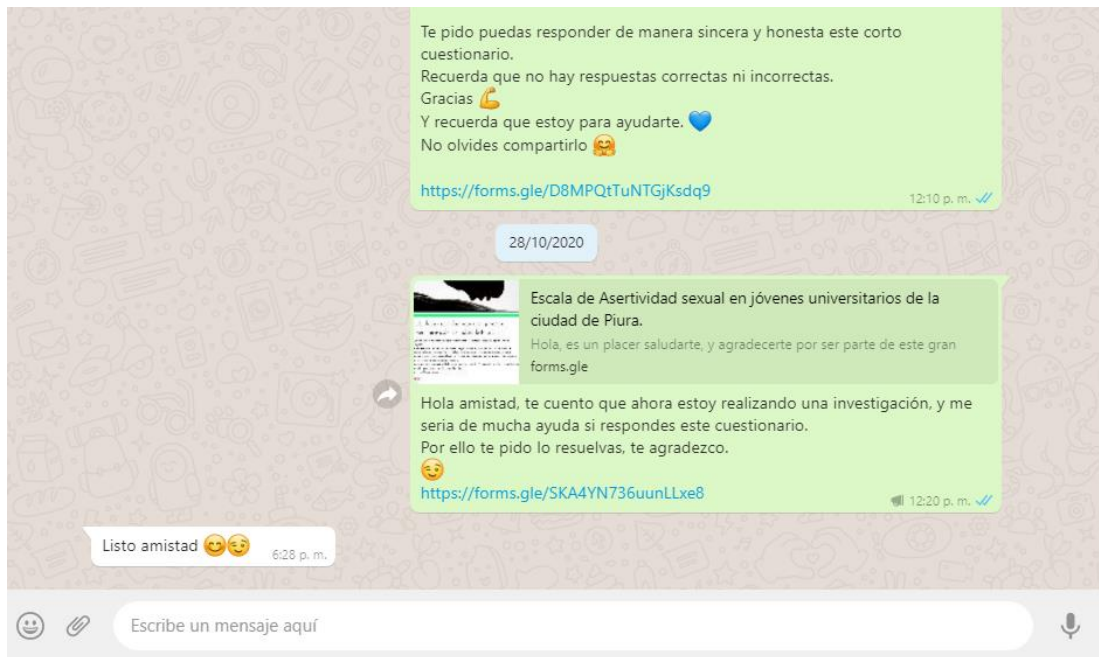 Te pido puedas responder de manera sincera y honesta este corto
cuestionario.
Recuerda que no hay respuestas correctas ni incorrectas.
Gracias 💪
Y recuerda que estoy para ayudarte. 💙
No olvides compartirlo 🤗
https://forms.gle/D8MPQtTuNTGjKsdq9
12:10 p. m.
28/10/2020
Escala de Asertividad sexual en jóvenes universitarios de la
ciudad de Piura.
Hola, es un placer saludarte, y agradecerte por ser parte de este gran
forms.gle
Hola amistad, te cuento que ahora estoy realizando una investigación, y me
seria de mucha ayuda si respondes este cuestionario.
Por ello te pido lo resuelvas, te agradezco.
😉
https://forms.gle/SKA4YN736uunLLxe8
12:20 p. m.
Listo amistad 😊😉 6:28 p. m.
Escribe un mensaje aquí